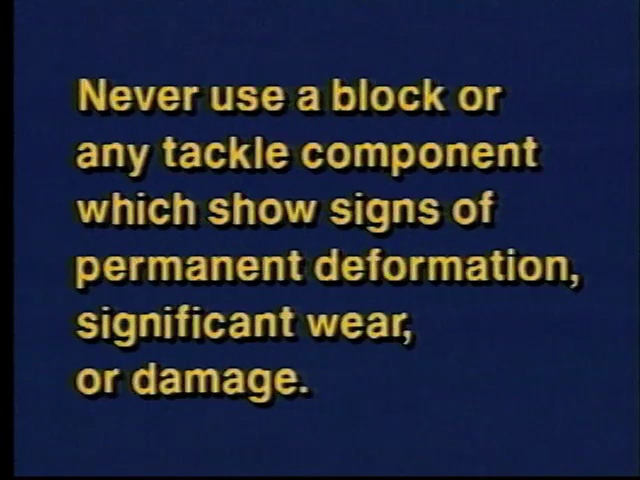 Never use a block or
any tackle component
which show signs of
permanent deformation,
significant wear,
or damage.